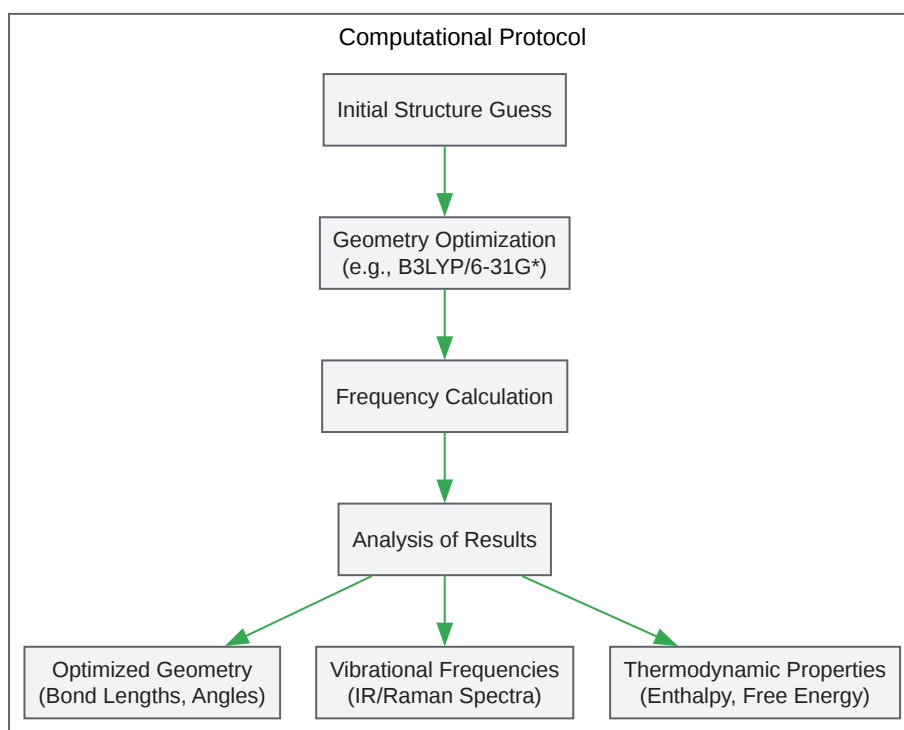 Computational Protocol
Initial Structure Guess
Geometry Optimization
(e.g., B3LYP/6-31G*)
Frequency Calculation
Analysis of Results
Optimized Geometry
(Bond Lengths, Angles)
Vibrational Frequencies
(IR/Raman Spectra)
Thermodynamic Properties
(Enthalpy, Free Energy)